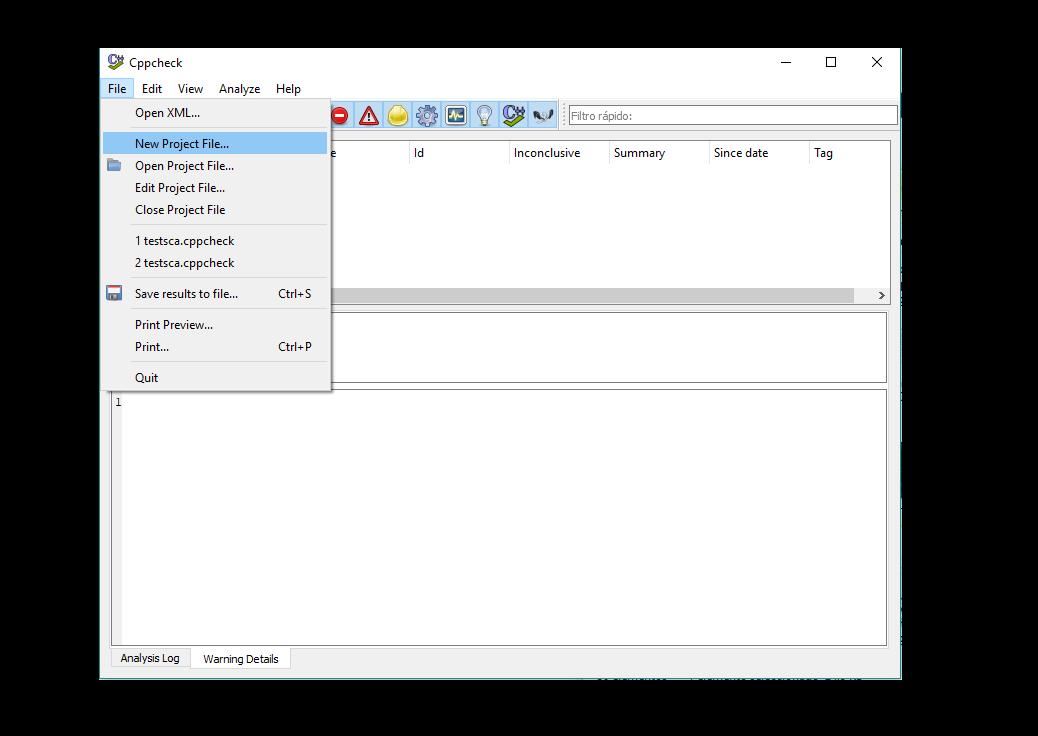 Cppcheck
File Edit View Analyze Help
Open XML...
Filtro rápido:
New Project File...
Id Inconclusive Summary Since date Tag
Open Project File...
Edit Project File...
Close Project File
1 testsca.cppcheck
2 testsca.cppcheck
Save results to file... Ctrl+S
Print Preview...
Print... Ctrl+P
Quit
1
Analysis Log Warning Details